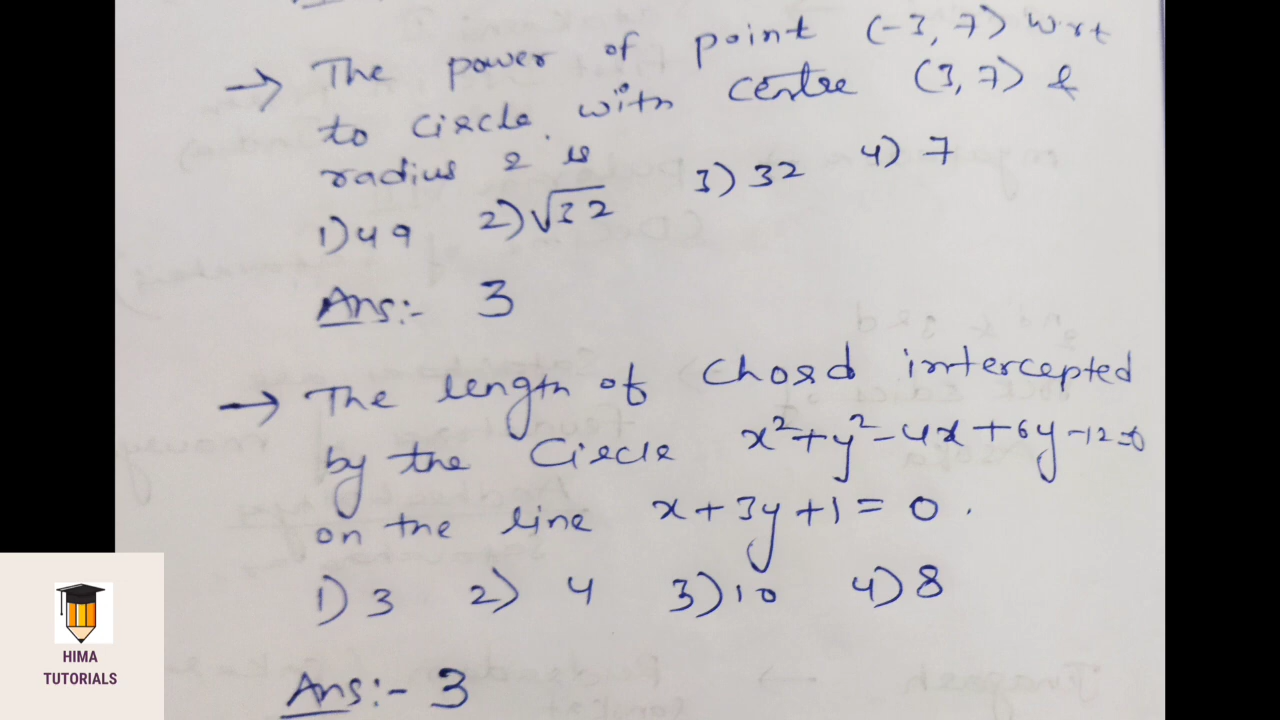 → The power of point (-3, 7) wrt
to circle with centre (3, 7) &
radius 2 is
1) 49 2) √32 3) 32 4) 7
Ans:- 3
→ The length of chord intercepted
by the circle x²+y²-4x+6y-12=0
on the line x+3y+1=0.
1) 3 2) 4 3) 10 4) 8
Ans:- 3
HIMA
TUTORIALS